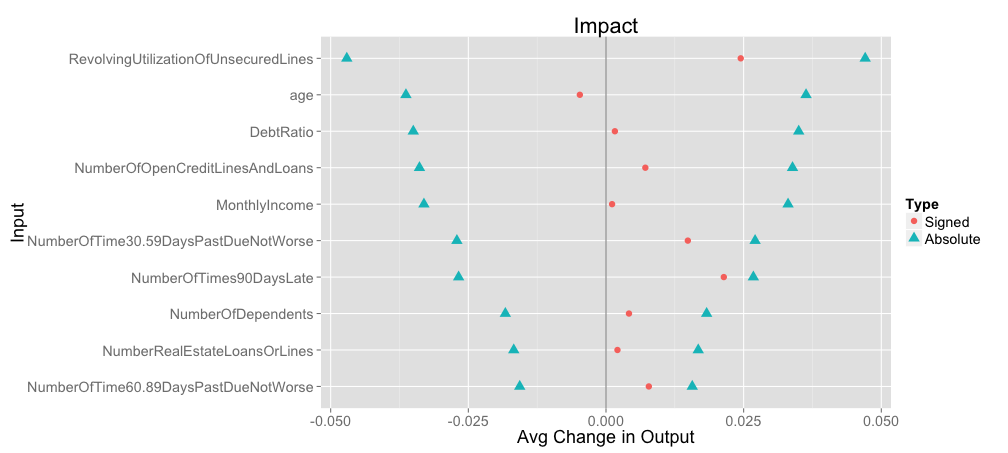 Impact
Input
RevolvingUtilizationOfUnsecuredLines
age
DebtRatio
NumberOfOpenCreditLinesAndLoans
MonthlyIncome
NumberOfTime30.59DaysPastDueNotWorse
NumberOfTimes90DaysLate
NumberOfDependents
NumberRealEstateLoansOrLines
NumberOfTime60.89DaysPastDueNotWorse
-0.050 -0.025 0.000 0.025 0.050
Avg Change in Output
Type
Signed
Absolute